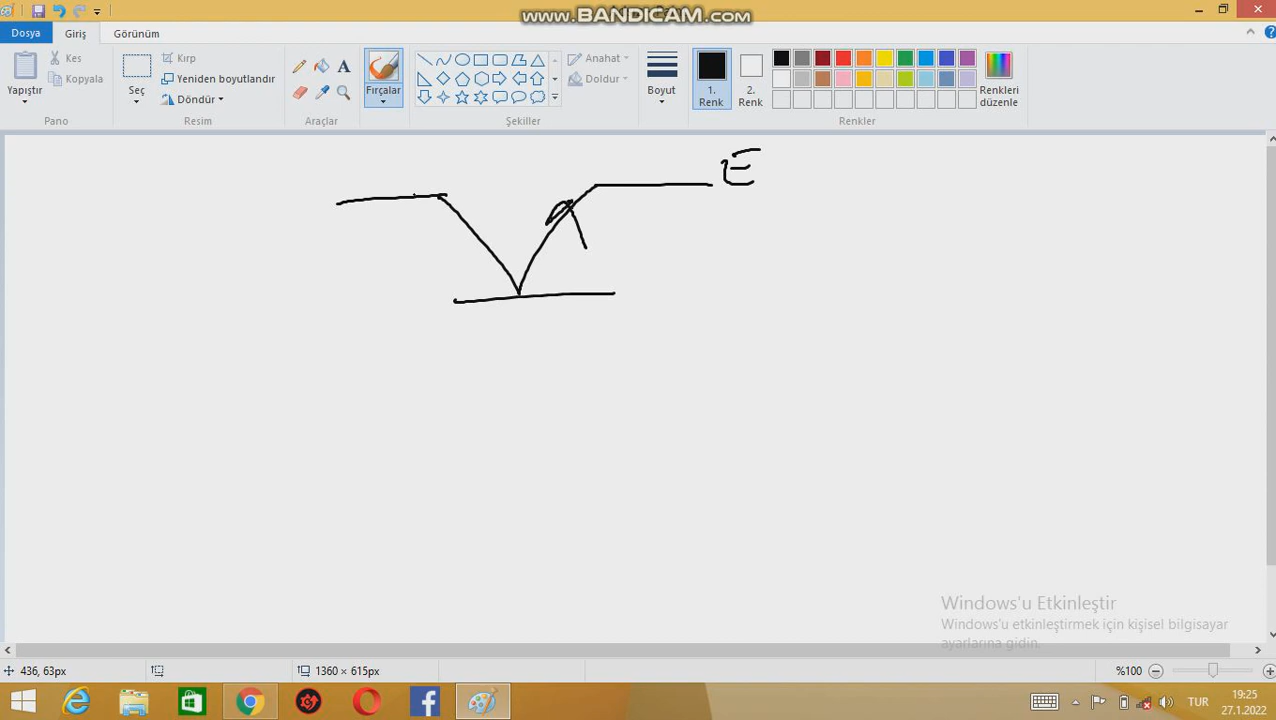 www.BANDICAM.com
Dosya
Giriş
Görünüm
Yapıştır
Kes
Kopyala
Pano
Seç
Kırp
Yeniden boyutlandır
Döndür
Resim
A
Araçlar
Fırçalar
Anahat
Doldur
Şekiller
Boyut
1.
Renk
2.
Renk
Renkleri
düzenle
Renkler
E
Windows'u Etkinleştir
Windows'u etkinleştirmek için kişisel bilgisayar
ayarlarına gidin.
436, 63px
1360 × 615px
%100
TUR
19:25
27.1.2022